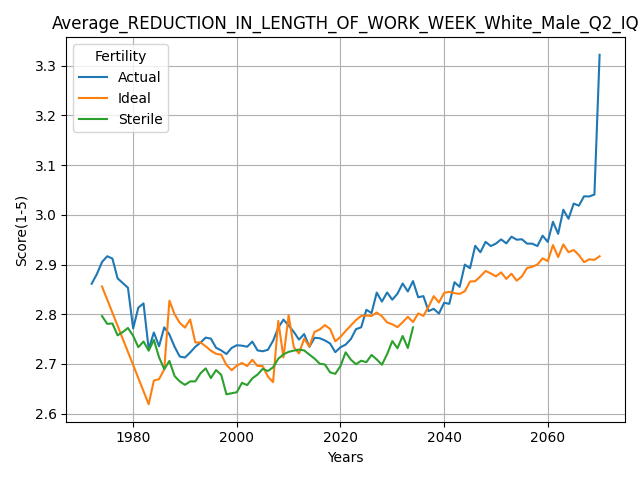 Average_REDUCTION_IN_LENGTH_OF_WORK_WEEK_White_Male_Q2_IQ
Fertility
Actual
Ideal
Sterile
3.3
3.2
3.1
3.0
2.9
2.8
2.7
2.6
Score(1-5)
1980 2000 2020 2040 2060
Years